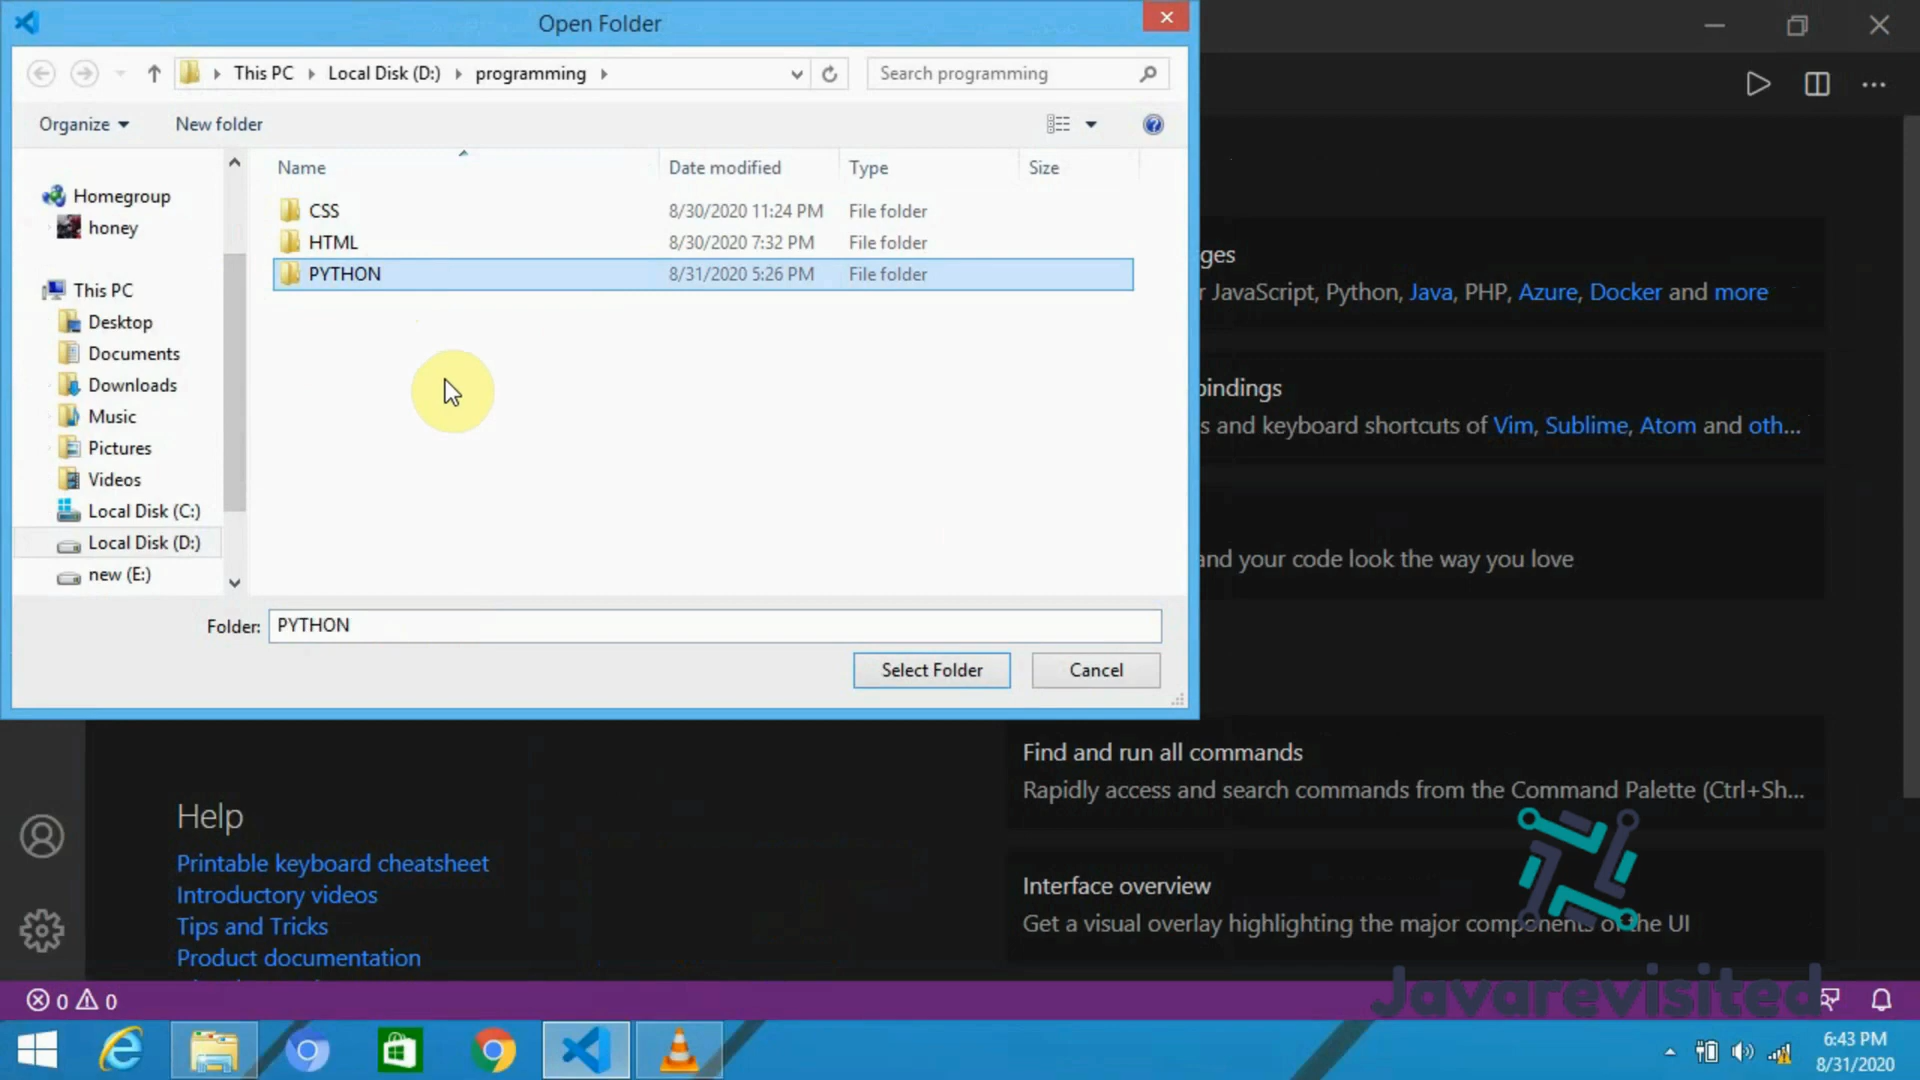 Open Folder
This PC Local Disk (D:) programming
Search programming
Organize
New folder
Name Date modified Type Size
CSS 8/30/2020 11:24 PM File folder
HTML 8/30/2020 7:32 PM File folder
PYTHON 8/31/2020 5:26 PM File folder
Homegroup
honey
This PC
Desktop
Documents
Downloads
Music
Pictures
Videos
Local Disk (C:)
Local Disk (D:)
new (E:)
Folder: PYTHON
Select Folder Cancel
ges
r JavaScript, Python, Java, PHP, Azure, Docker and more
bindings
s and keyboard shortcuts of Vim, Sublime, Atom and oth...
and your code look the way you love
Find and run all commands
Rapidly access and search commands from the Command Palette (Ctrl+Sh...
Interface overview
Get a visual overlay highlighting the major components of the UI
Help
Printable keyboard cheatsheet
Introductory videos
Tips and Tricks
Product documentation
Javarevisited
0 0
6:43 PM
8/31/2020